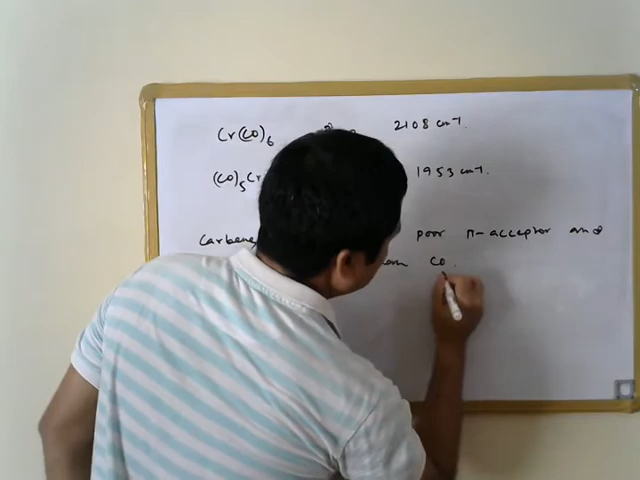 Cr(CO)6 2108 cm-1.
(CO)5Cr 1953 cm-1.
Carbene poor π-acceptor and
CO.